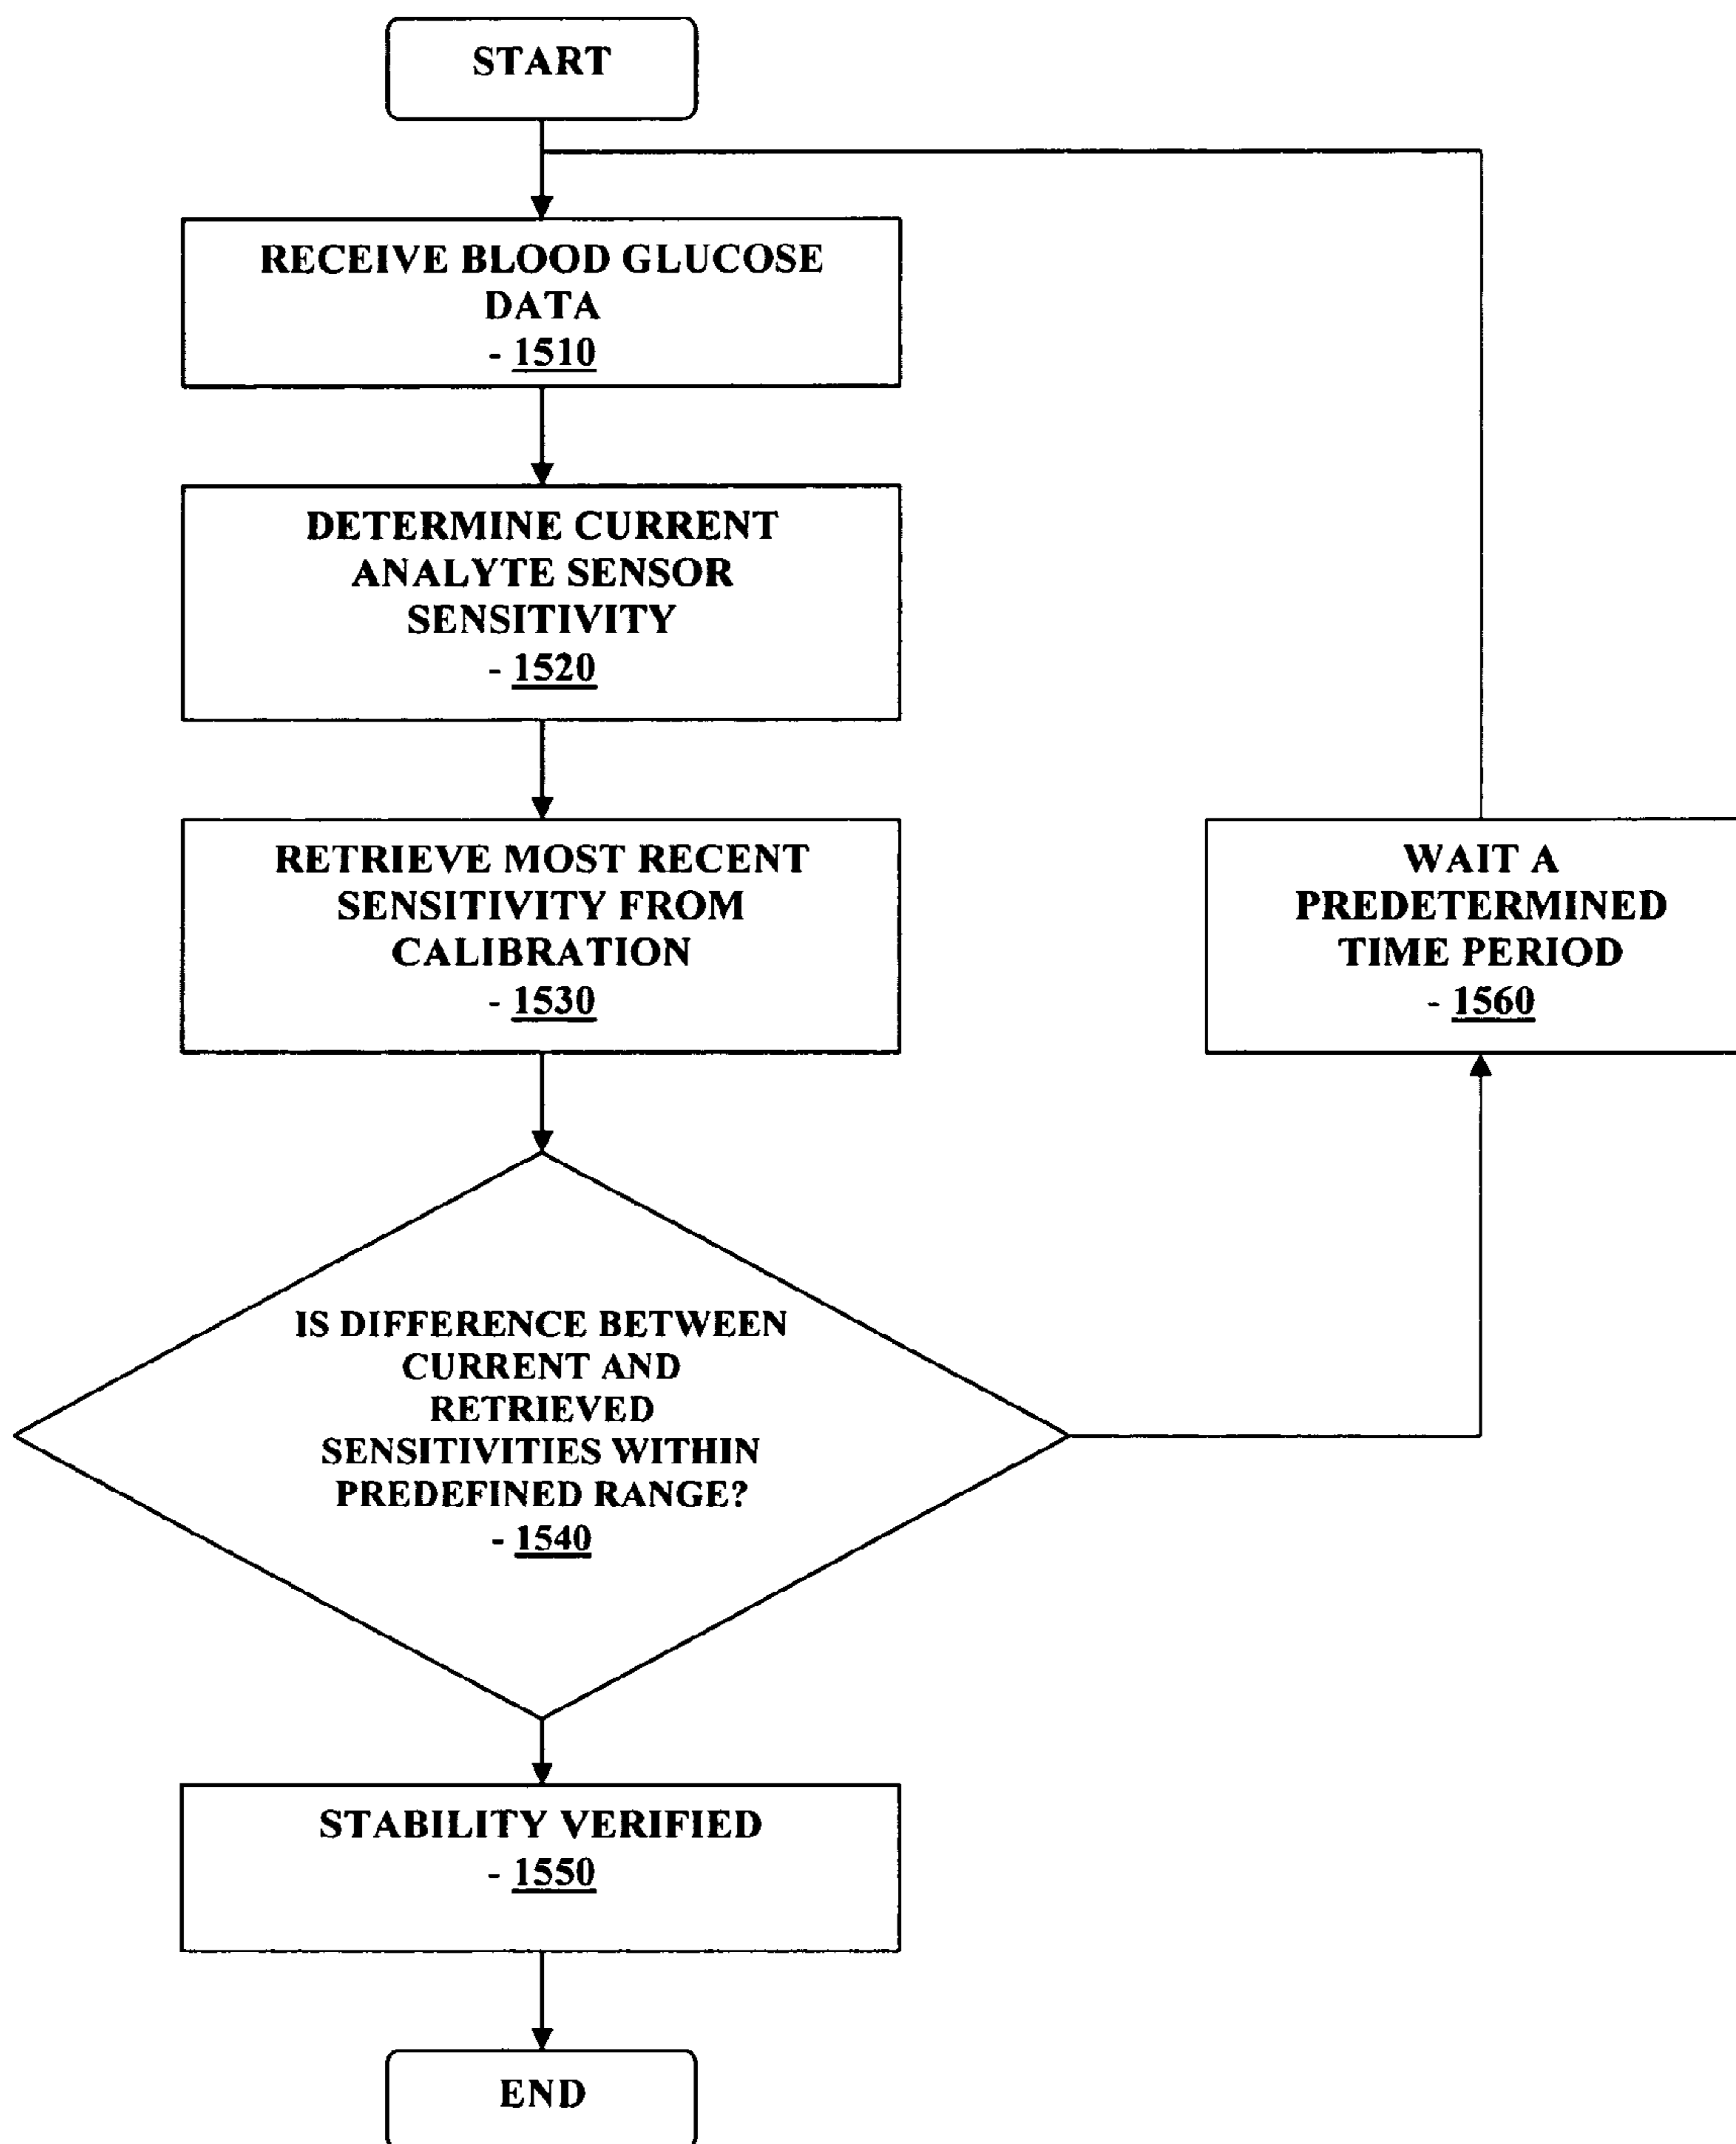 START
RECEIVE BLOOD GLUCOSE
DATA
- 1510
DETERMINE CURRENT
ANALYTE SENSOR
SENSITIVITY
- 1520
RETRIEVE MOST RECENT
SENSITIVITY FROM
CALIBRATION
- 1530
WAIT A
PREDETERMINED
TIME PERIOD
- 1560
IS DIFFERENCE BETWEEN
CURRENT AND
RETRIEVED
SENSITIVITIES WITHIN
PREDEFINED RANGE?
- 1540
STABILITY VERIFIED
- 1550
END